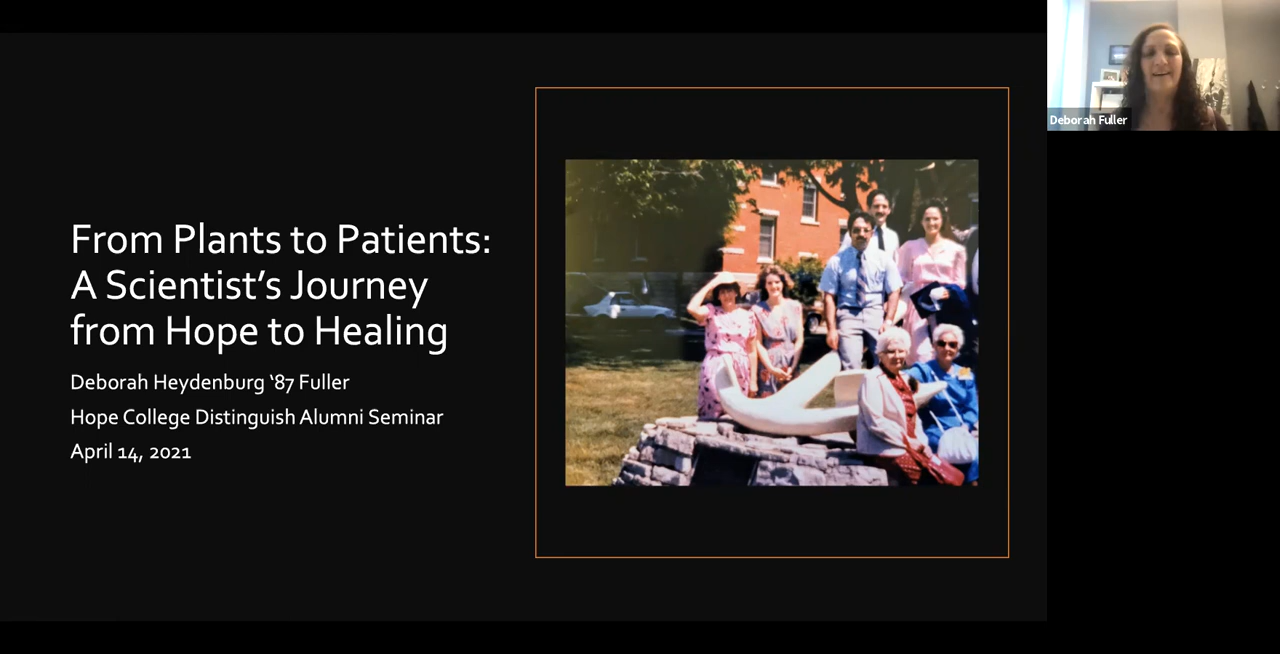 From Plants to Patients:
A Scientist’s Journey
from Hope to Healing
Deborah Heydenburg ‘87 Fuller
Hope College Distinguish Alumni Seminar
April 14, 2021
Deborah Fuller